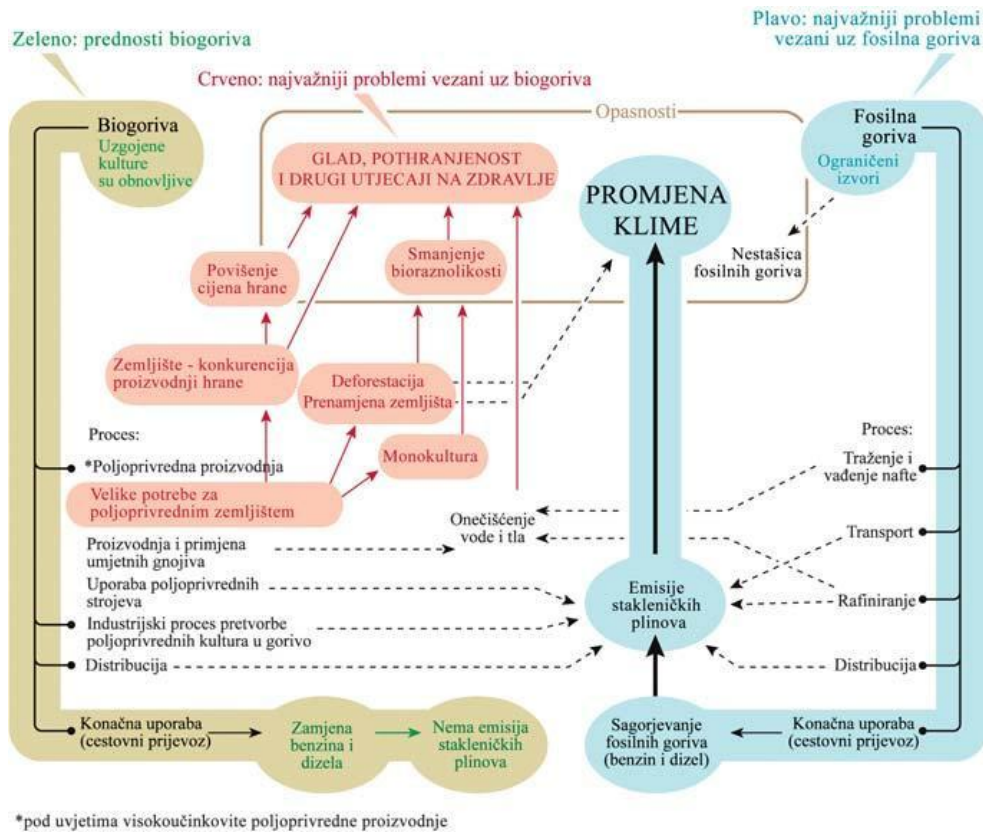 Zeleno: prednosti biogoriva
Plavo: najvažniji problemi
vezani uz fosilna goriva
Crveno: najvažniji problemi vezani uz biogoriva
Opasnosti
Biogoriva
Uzgojene
kulture
su obnovljive
GLAD, POTHRANJENOST
I DRUGI UTJECAJI NA ZDRAVLJE
PROMJENA
KLIME
Fosilna
goriva
Ograničeni
izvori
Nestašica
fosilnih goriva
Povišenje
cijena hrane
Smanjenje
bioraznolikosti
Zemljište - konkurencija
proizvodnji hrane
Deforestacija
Prenamjena zemljišta
Monokultura
Proces:
*Poljoprivredna proizvodnja
Velike potrebe za
poljoprivrednim zemljištem
Proizvodnja i primjena
umjetnih gnojiva
Uporaba poljoprivrednih
strojeva
Industrijski proces pretvorbe
poljoprivrednih kultura u gorivo
Distribucija
Onečišćenje
vode i tla
Emisije
stakleničkih
plinova
Proces:
Traženje i
vađenje nafte
Transport
Rafiniranje
Distribucija
Konačna uporaba
(cestovni prijevoz)
Zamjena
benzina i
dizela
Nema emisija
stakleničkih
plinova
Sagorjevanje
fosilnih goriva
(benzin i dizel)
Konačna uporaba
(cestovni prijevoz)
*pod uvjetima visokoučinkovite poljoprivredne proizvodnje